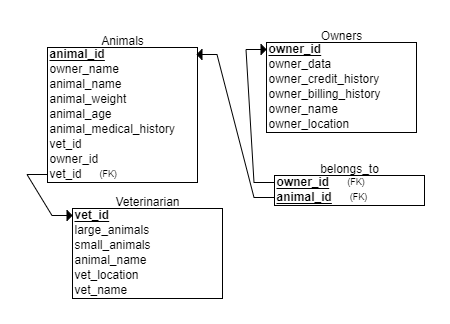 Animals
animal_id
owner_name
animal_name
animal_weight
animal_age
animal_medical_history
vet_id
owner_id
vet_id (FK)
Owners
owner_id
owner_data
owner_credit_history
owner_billing_history
owner_name
owner_location
belongs_to
owner_id (FK)
animal_id (FK)
Veterinarian
vet_id
large_animals
small_animals
animal_name
vet_location
vet_name